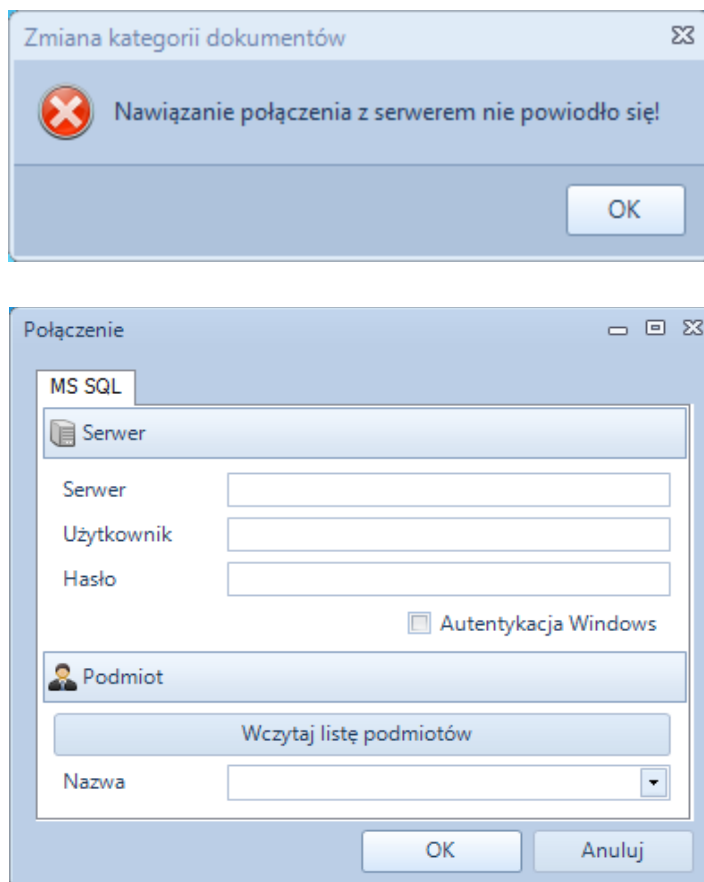 Zmiana kategorii dokumentów
Nawiązanie połączenia z serwerem nie powiodło się!
OK
Połączenie
MS SQL
Serwer
Serwer
Użytkownik
Hasło
Autentykacja Windows
Podmiot
Wczytaj listę podmiotów
Nazwa
OK Anuluj